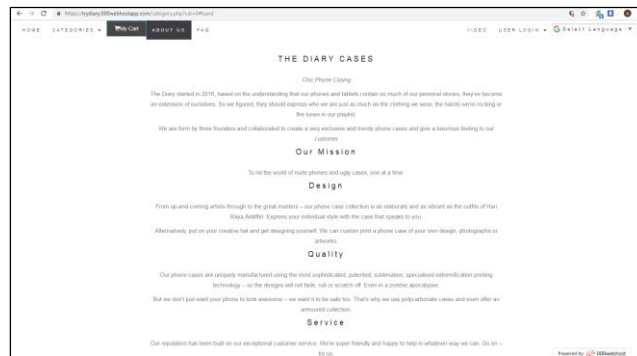 https://trydiary.000webhostapp.com/category.php?cat=5#fixed
HOME CATEGORIES My Cart ABOUT US FAQ VIDEO USER LOGIN Select Language
THE DIARY CASES
Chic Phone Casing
The Diary started in 2018, based on the understanding that our phones and tablets contain so much of our personal stories, they've become
an extension of ourselves. So we figured, they should express who we are just as much as the clothing we wear, the hairdo we're rocking or
the tunes in our playlist.
We are form by three founders and collaborated to create a very exclusive and trendy phone cases and give a luxurious feeling to our
customer.
Our Mission
To rid the world of nude phones and ugly cases, one at a time
Design
From up-and-coming artists through to the great masters – our phone case collection is as elaborate and as vibrant as the outfits of Hari
Raya Aidilfitri. Express your individual style with the case that speaks to you.
Alternatively, put on your creative hat and get designing yourself. We can custom print a phone case of your own design, photographs or
artworks.
Quality
Our phone cases are uniquely manufactured using the most sophisticated, patented, sublimation, specialised extremification printing
technology – so the designs will not fade, rub or scratch off. Even in a zombie apocalypse.
But we don't just want your phone to look awesome – we want it to be safe too. That's why we use polycarbonate cases and even offer an
armoured collection.
Service
Our reputation has been built on our exceptional customer service. We're super friendly and happy to help in whatever way we can. Go on –
try us.
Powered by 000webhost